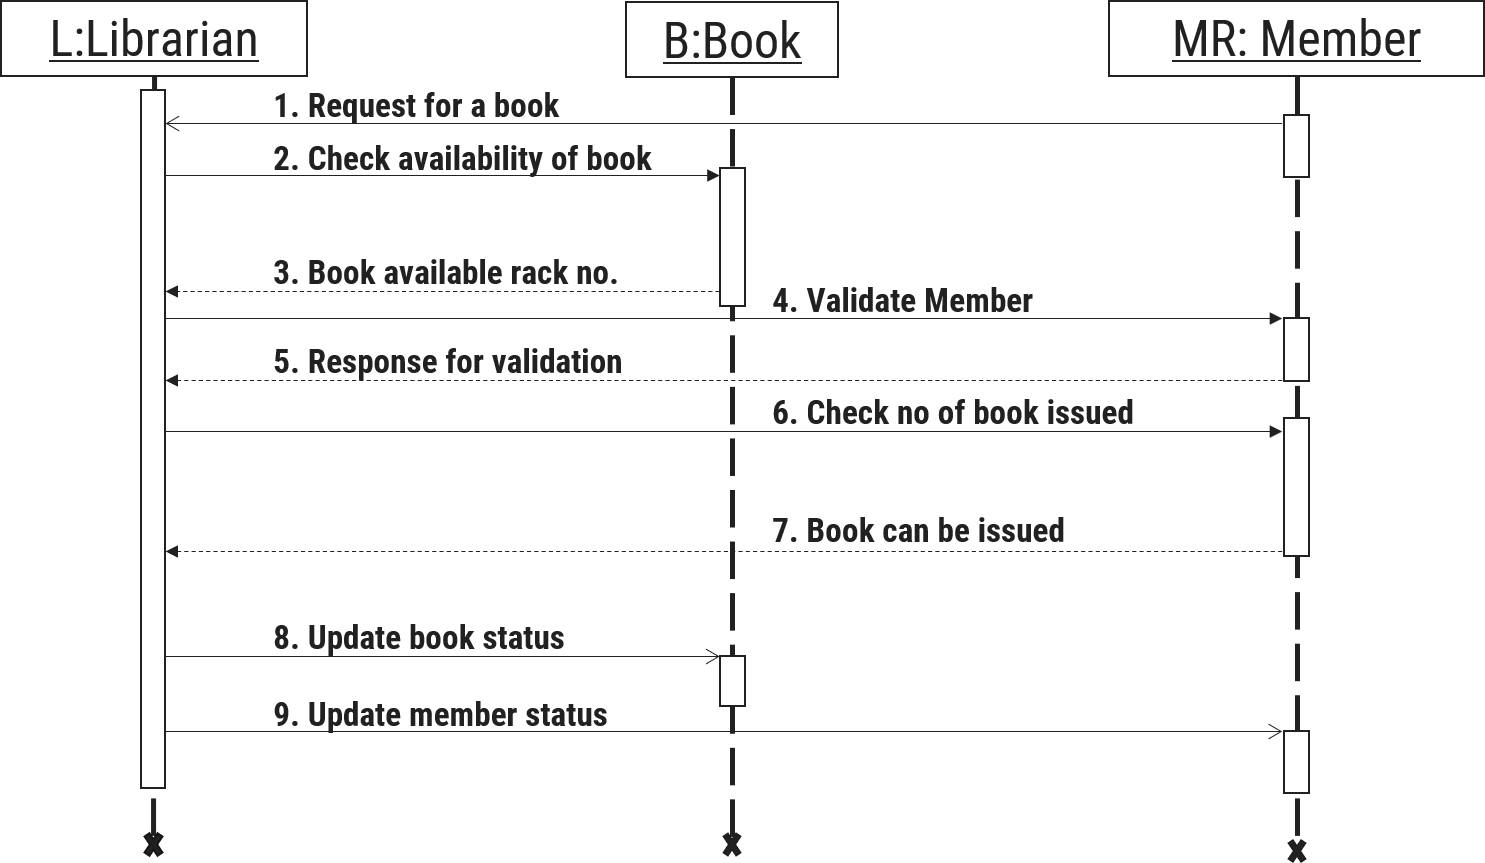 L:Librarian
B:Book
MR: Member
1. Request for a book
2. Check availability of book
3. Book available rack no.
4. Validate Member
5. Response for validation
6. Check no of book issued
7. Book can be issued
8. Update book status
9. Update member status